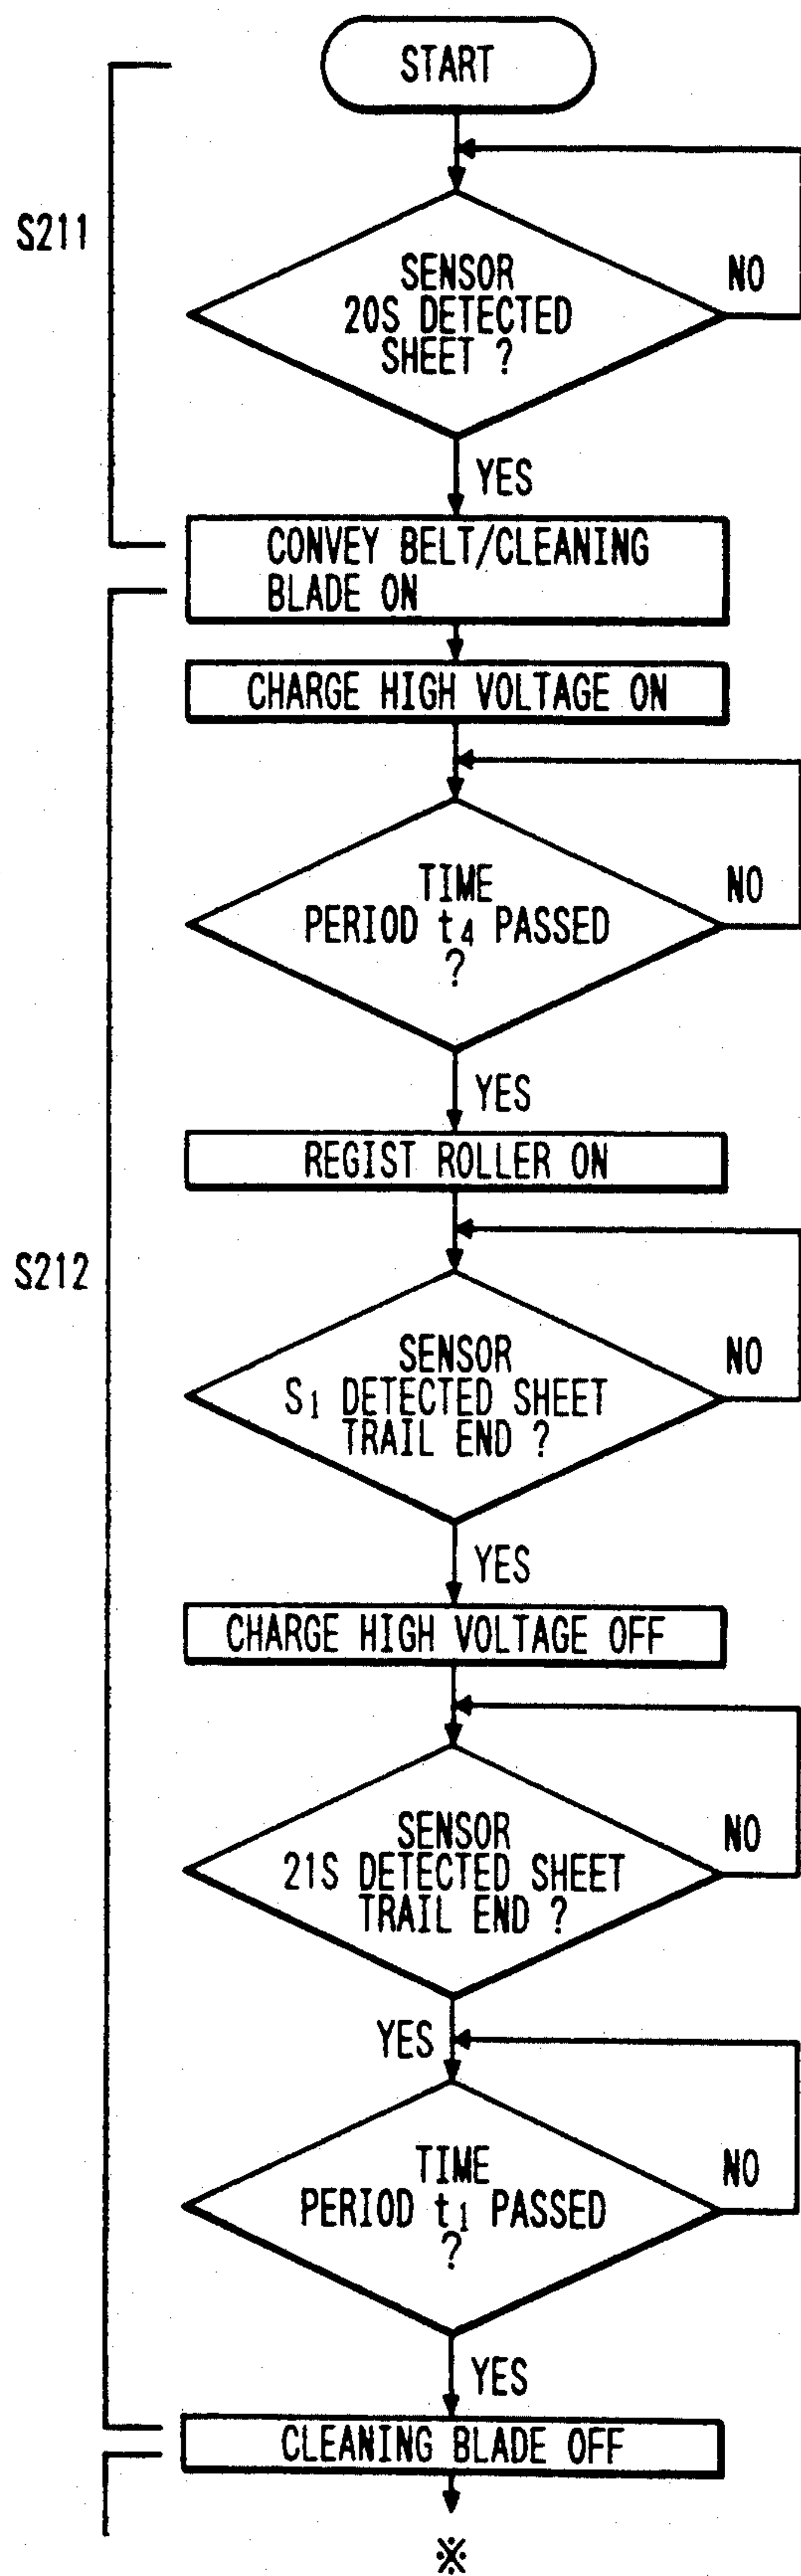 START
S211
SENSOR
20S DETECTED
SHEET ?
NO
YES
CONVEY BELT/CLEANING
BLADE ON
CHARGE HIGH VOLTAGE ON
TIME
PERIOD t4 PASSED
?
NO
YES
REGIST ROLLER ON
S212
SENSOR
S1 DETECTED SHEET
TRAIL END ?
NO
YES
CHARGE HIGH VOLTAGE OFF
SENSOR
21S DETECTED SHEET
TRAIL END ?
NO
YES
TIME
PERIOD t1 PASSED
?
NO
YES
CLEANING BLADE OFF
※